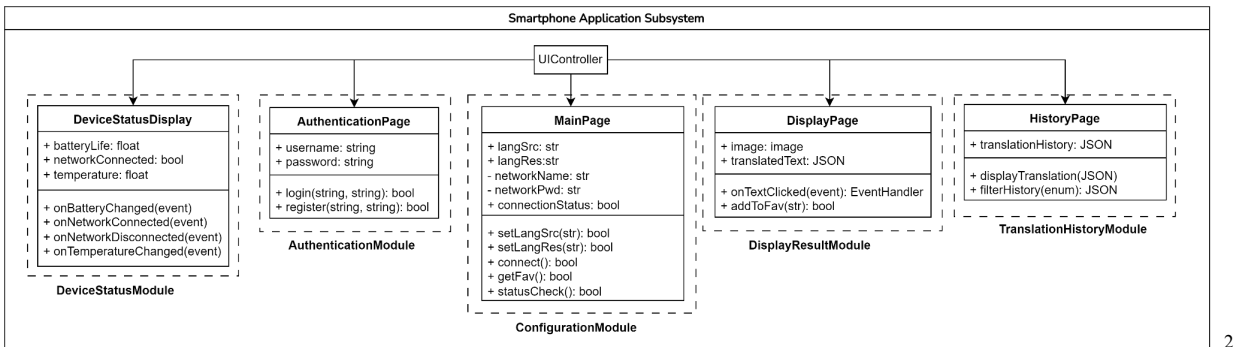 Smartphone Application Subsystem
UIController
DeviceStatusDisplay
+ batteryLife: float
+ networkConnected: bool
+ temperature: float
+ onBatteryChanged(event)
+ onNetworkConnected(event)
+ onNetworkDisconnected(event)
+ onTemperatureChanged(event)
DeviceStatusModule
AuthenticationPage
+ username: string
+ password: string
+ login(string, string): bool
+ register(string, string): bool
AuthenticationModule
MainPage
+ langSrc: str
+ langRes:str
- networkName: str
- networkPwd: str
+ connectionStatus: bool
+ setLangSrc(str): bool
+ setLangRes(str): bool
+ connect(): bool
+ getFav(): bool
+ statusCheck(): bool
ConfigurationModule
DisplayPage
+ image: image
+ translatedText: JSON
+ onTextClicked(event): EventHandler
+ addToFav(str): bool
DisplayResultModule
HistoryPage
+ translationHistory: JSON
+ displayTranslation(JSON)
+ filterHistory(enum): JSON
TranslationHistoryModule
2